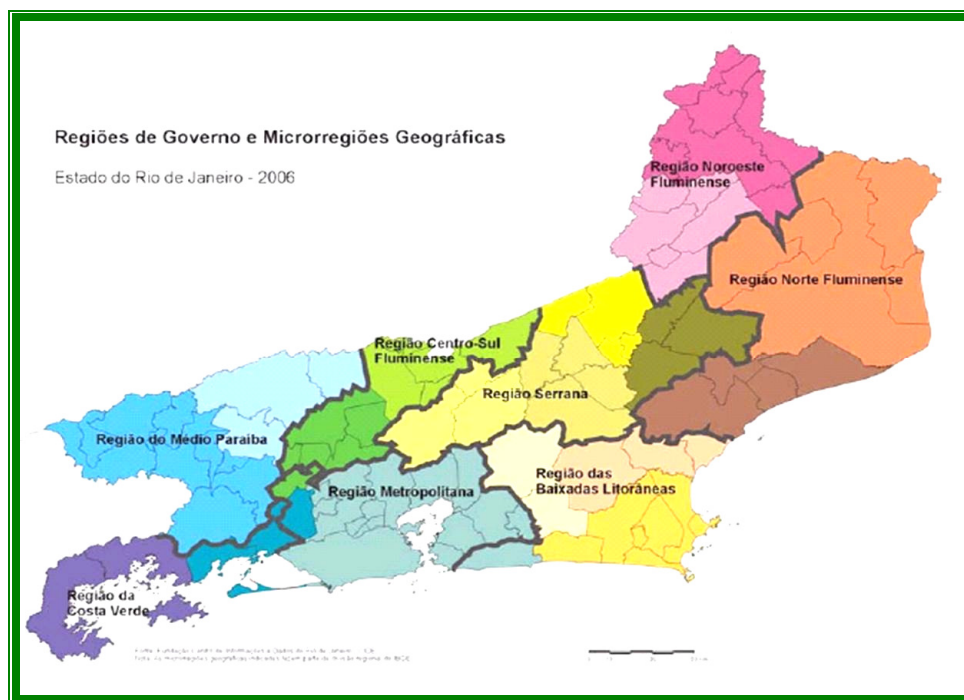 Regiões de Governo e Microrregiões Geográficas
Estado do Rio de Janeiro - 2006
Região Noroeste
Fluminense
Região Norte Fluminense
Região Centro-Sul
Fluminense
Região Serrana
Região do Médio Paraíba
Região das
Baixadas Litorâneas
Região Metropolitana
Região da
Costa Verde